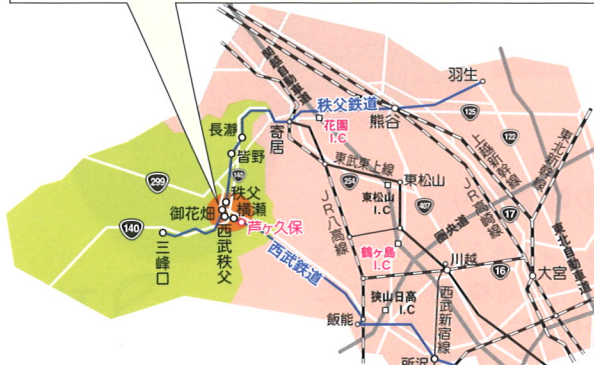 関越自動車道
羽生
秩父鉄道
熊谷
125
長瀞
寄居
花園
I.C
122
上越新幹線
東北新幹線
皆野
140
東武東上線
299
254
東松山
東松山
I.C
407
JR高崎線
17
秩父
御花畑
横瀬
芦ヶ久保
140
三峰口
西武秩父
JR八高線
圏央道
鶴ヶ島
I.C
東北自動車道
西武鉄道
川越
16
大宮
狭山日高
I.C
西武新宿線
飯能
所沢